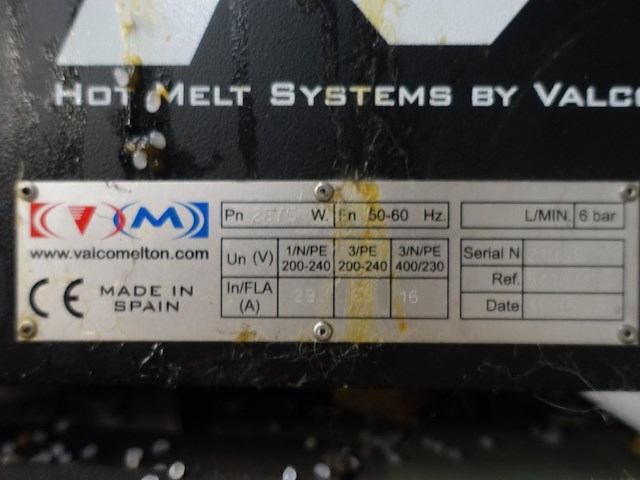 HOT MELT SYSTEMS BY VALCO
VM
www.valcomelton.com
CE MADE IN
SPAIN
Pn W. Fn 50-60 Hz.
Un (V) 1/N/PE 200-240 3/PE 200-240 3/N/PE 400/230
In/FLA (A) 29 16
L/MIN. 6 bar
Serial N
Ref.
Date